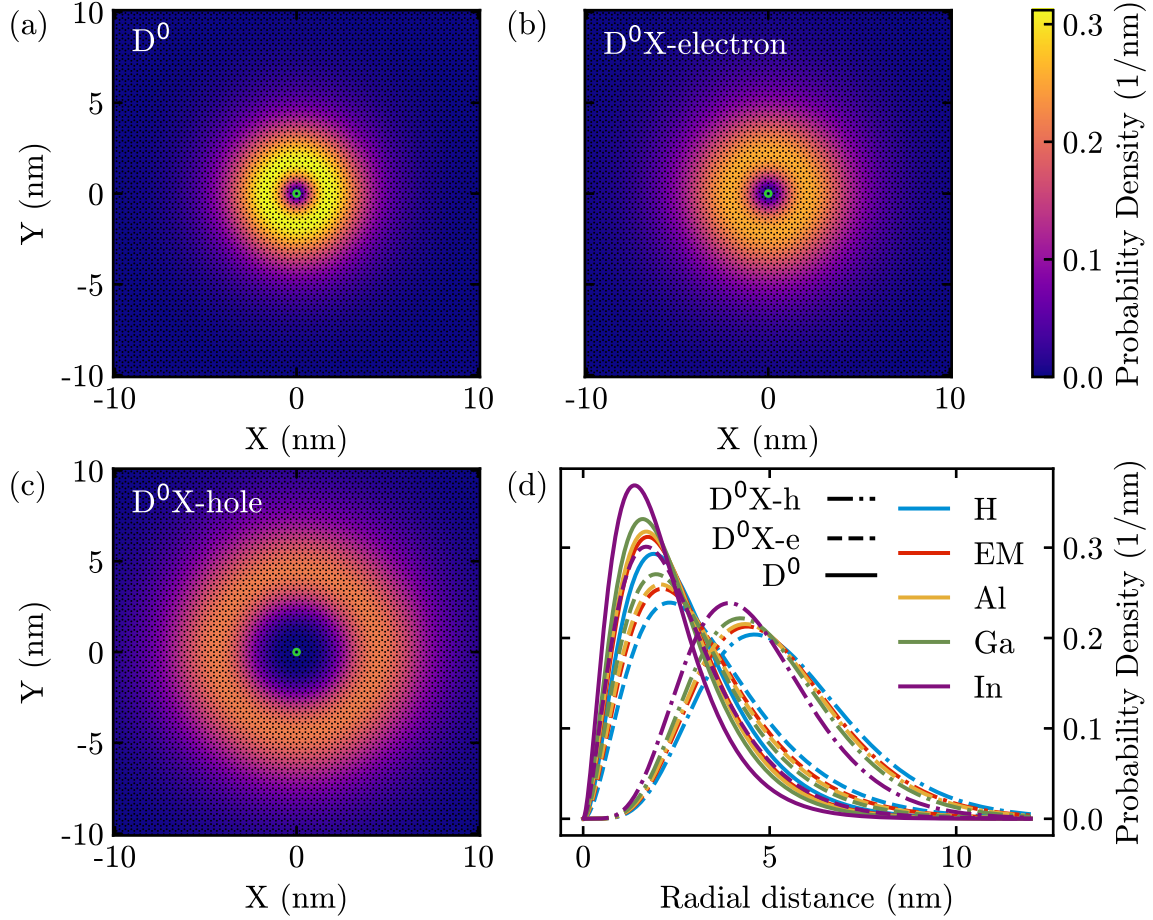 (a)
D⁰
10
5
0
-5
-10
Y (nm)
-10
0
10
X (nm)
(b)
D⁰X-electron
-10
0
10
X (nm)
0.3
0.2
0.1
0.0
Probability Density (1/nm)
(c)
D⁰X-hole
10
5
0
-5
-10
Y (nm)
-10
0
10
X (nm)
(d)
D⁰X-h
D⁰X-e
D⁰
H
EM
Al
Ga
In
0.3
0.2
0.1
0.0
Probability Density (1/nm)
0
5
10
Radial distance (nm)